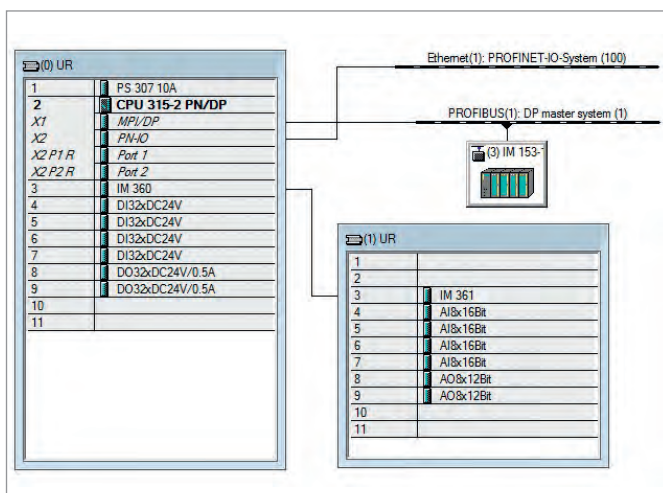 (0) UR
1 PS 307 10A
2 CPU 315-2 PN/DP
X1 MPI/DP
X2 PN-IO
X2 P1 R Port 1
X2 P2 R Port 2
3 IM 360
4 DI32xDC24V
5 DI32xDC24V
6 DI32xDC24V
7 DI32xDC24V
8 DO32xDC24V/0.5A
9 DO32xDC24V/0.5A
10
11
Ethernet(1): PROFINET-IO-System (100)
PROFIBUS(1): DP master system (1)
(3) IM 153-
(1) UR
1
2
3 IM 361
4 AI8x16Bit
5 AI8x16Bit
6 AI8x16Bit
7 AI8x16Bit
8 AO8x12Bit
9 AO8x12Bit
10
11